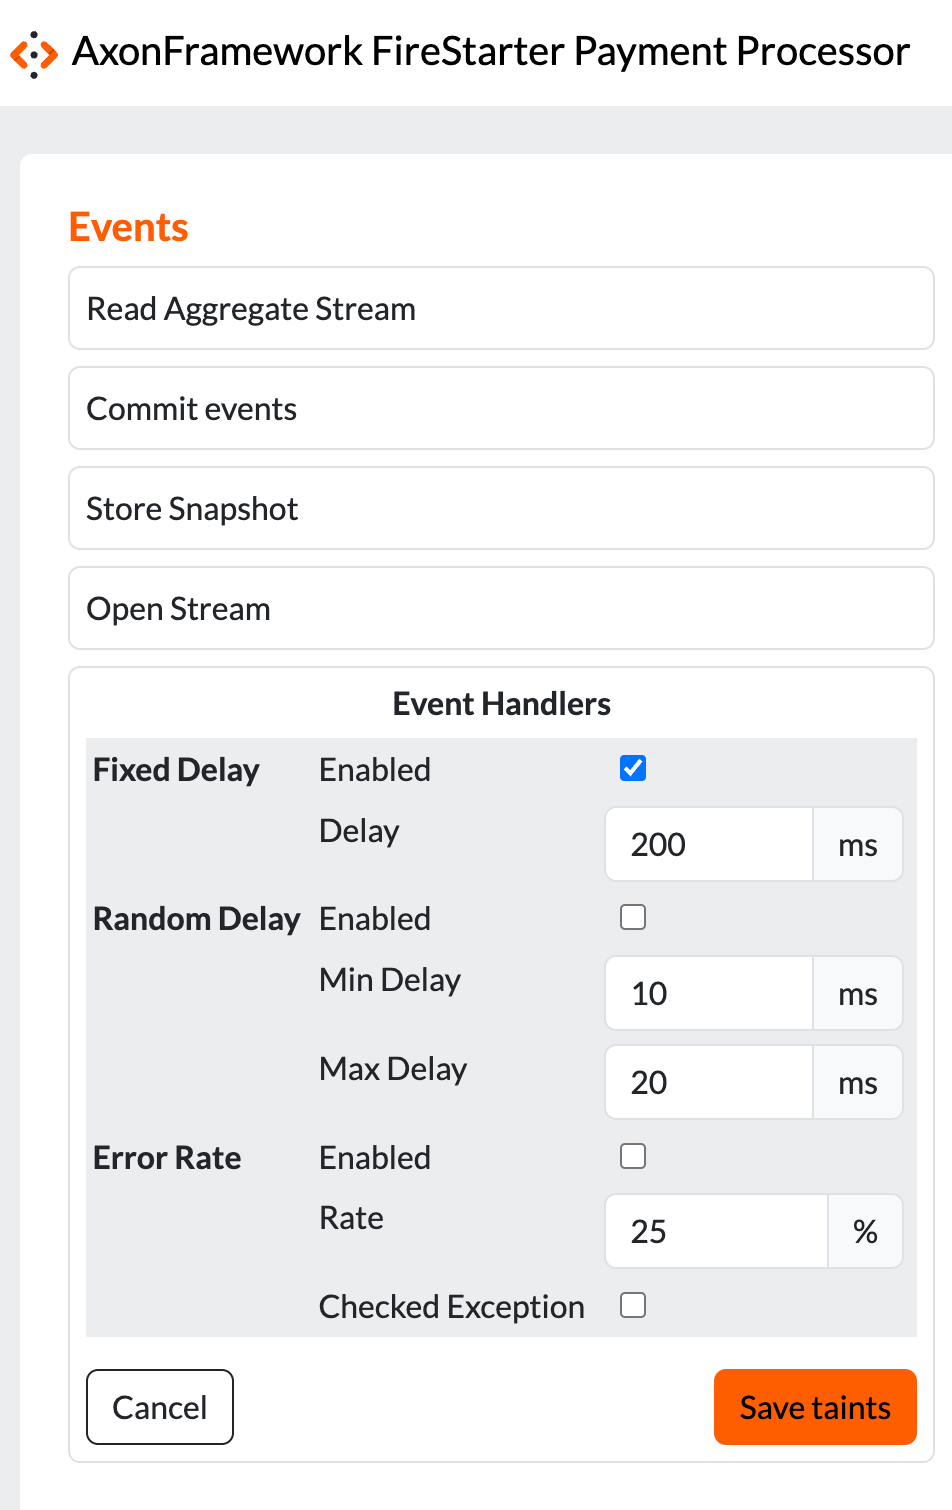 AxonFramework FireStarter Payment Processor
Events
Read Aggregate Stream
Commit events
Store Snapshot
Open Stream
Event Handlers
Fixed Delay Enabled
Delay 200 ms
Random Delay Enabled
Min Delay 10 ms
Max Delay 20 ms
Error Rate Enabled
Rate 25 %
Checked Exception
Cancel Save taints